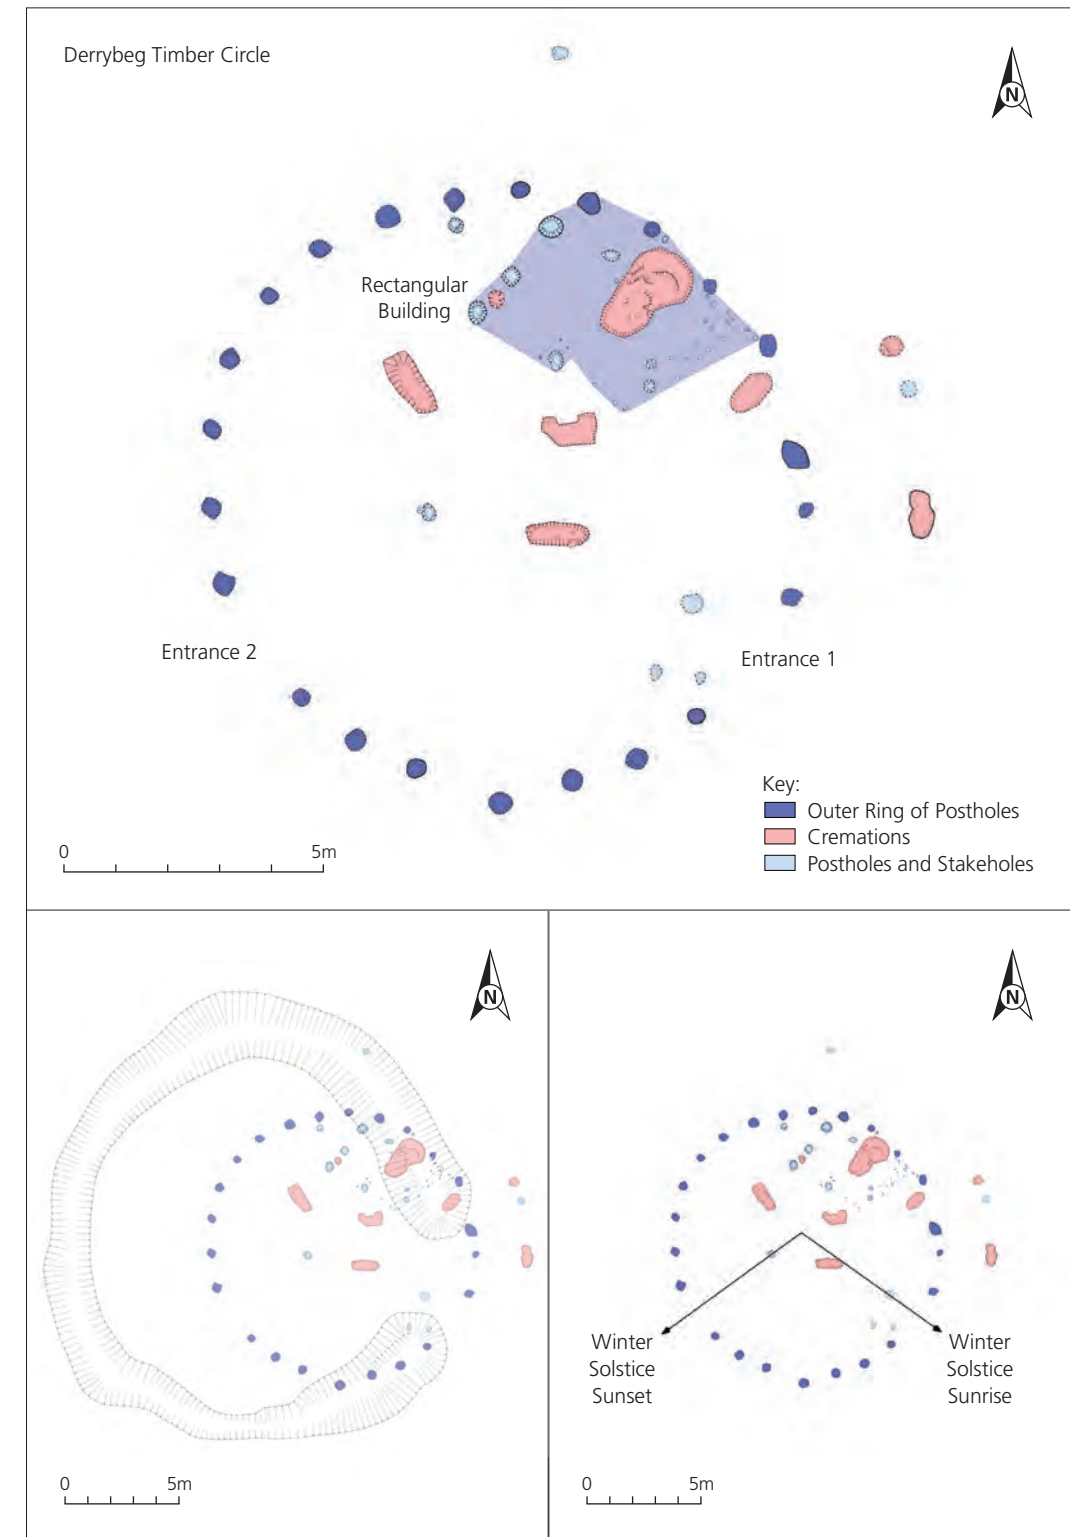 Derrybeg Timber Circle
N
Rectangular
Building
Entrance 2
Entrance 1
Key:
Outer Ring of Postholes
Cremations
Postholes and Stakeholes
0 5m
N
0 5m
N
Winter
Solstice
Sunset
Winter
Solstice
Sunrise
0 5m